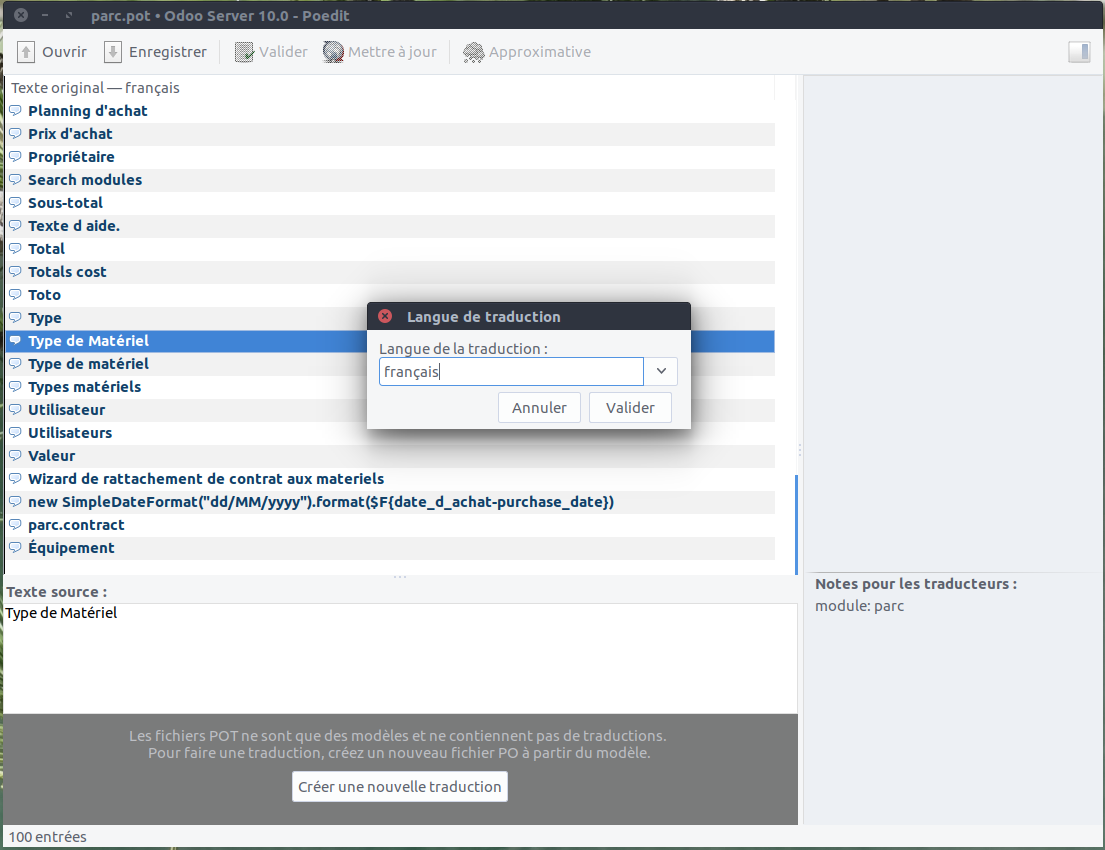 parc.pot • Odoo Server 10.0 - Poedit
Ouvrir Enregistrer Valider Mettre à jour Approximative
Texte original — français
Planning d'achat
Prix d'achat
Propriétaire
Search modules
Sous-total
Texte d aide.
Total
Totals cost
Toto
Type
Type de Matériel
Type de matériel
Types matériels
Utilisateur
Utilisateurs
Valeur
Wizard de rattachement de contrat aux materiels
new SimpleDateFormat("dd/MM/yyyy").format($F{date_d_achat-purchase_date})
parc.contract
Équipement
Langue de traduction
Langue de la traduction :
français
Annuler Valider
Texte source :
Type de Matériel
Notes pour les traducteurs :
module: parc
Les fichiers POT ne sont que des modèles et ne contiennent pas de traductions.
Pour faire une traduction, créez un nouveau fichier PO à partir du modèle.
Créer une nouvelle traduction
100 entrées